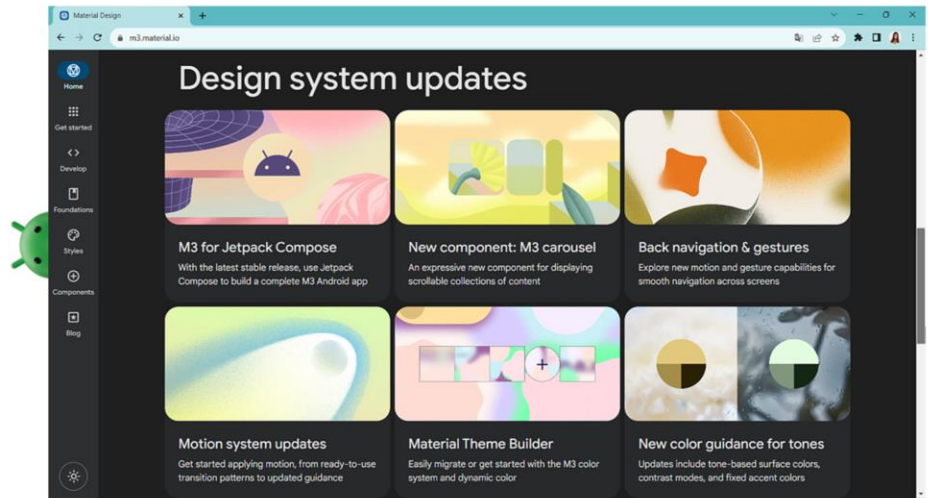 Material Design
m3.material.io
Home
Get started
Develop
Foundations
Styles
Components
Blog
Design system updates
M3 for Jetpack Compose
With the latest stable release, use Jetpack
Compose to build a complete M3 Android app
New component: M3 carousel
An expressive new component for displaying
scrollable collections of content
Back navigation & gestures
Explore new motion and gesture capabilities for
smooth navigation across screens
Motion system updates
Get started applying motion, from ready-to-use
transition patterns to updated guidance
Material Theme Builder
Easily migrate or get started with the M3 color
system and dynamic color
New color guidance for tones
Updates include tone-based surface colors,
contrast modes, and fixed accent colors